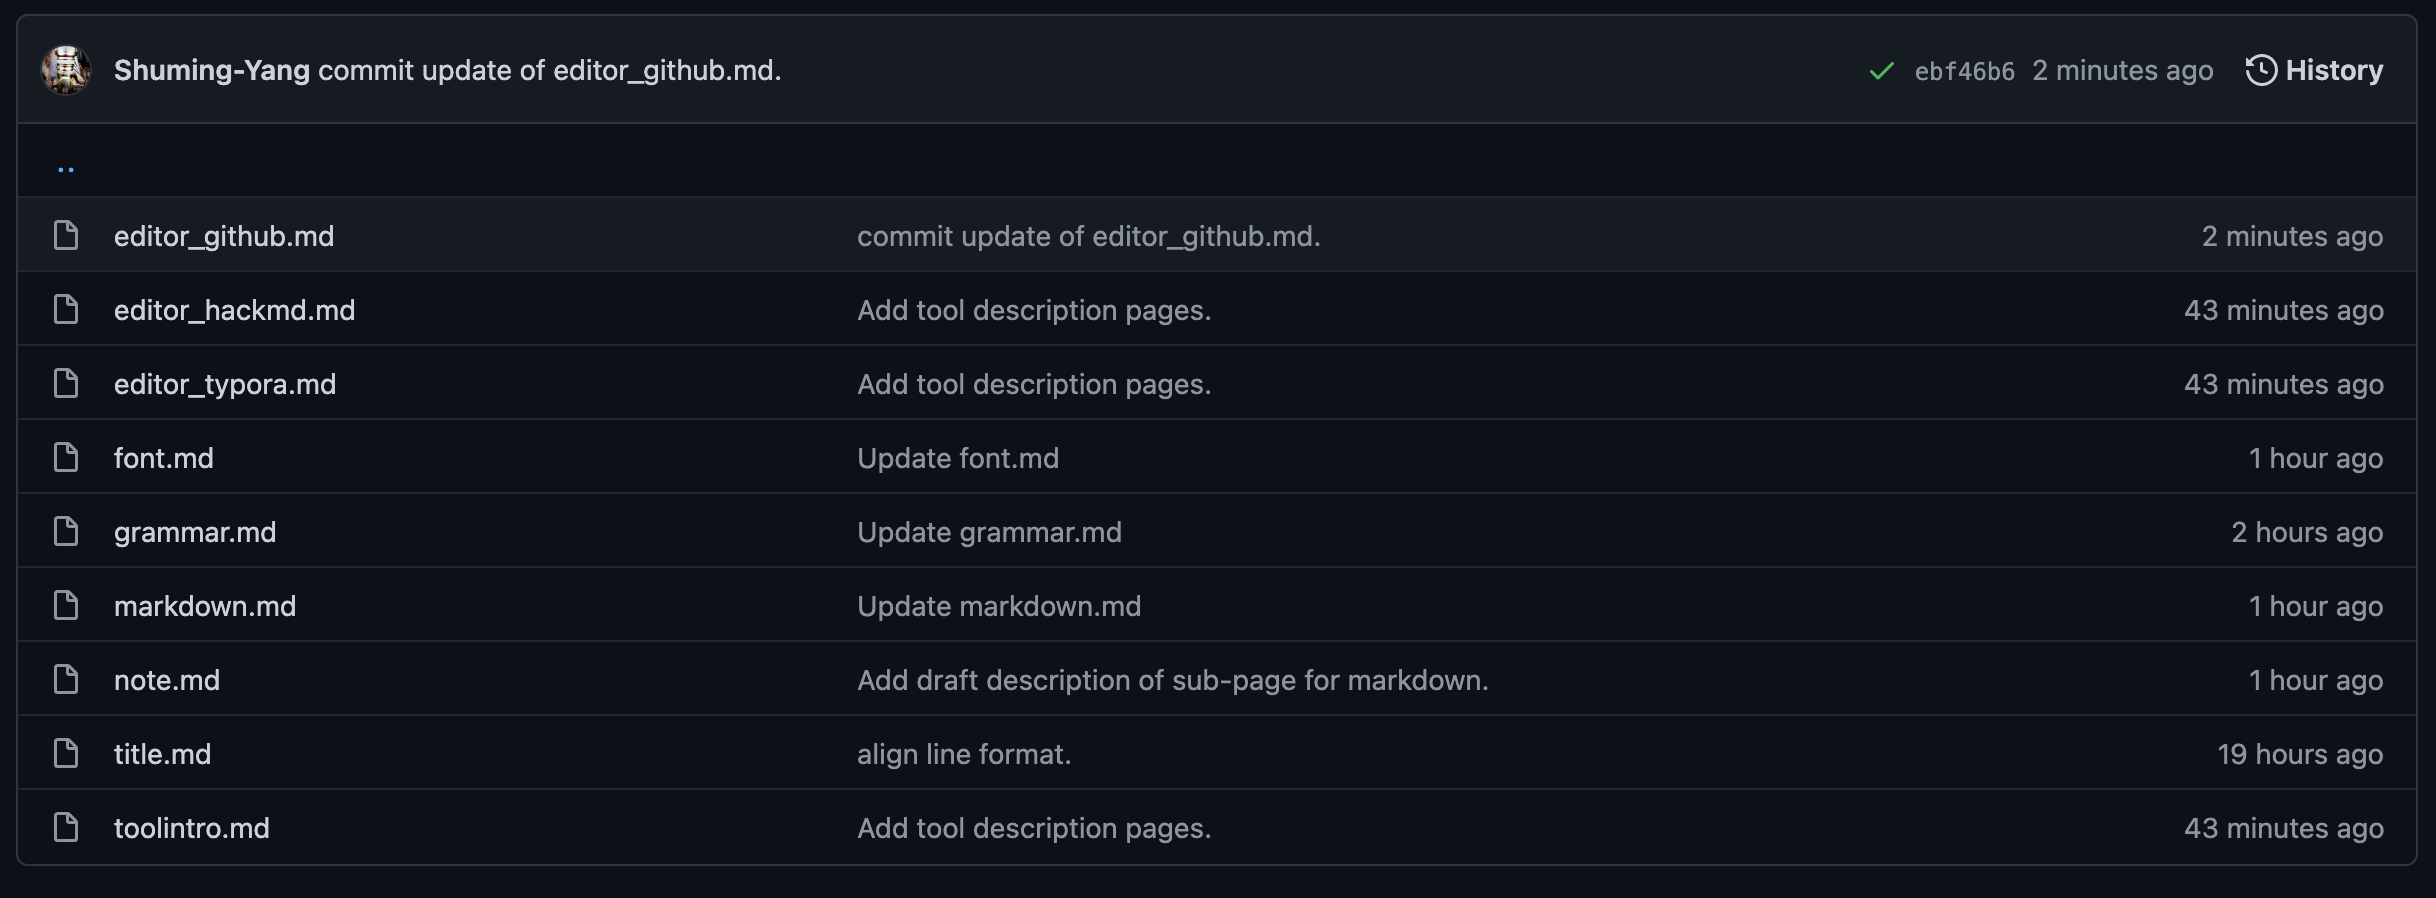 Shuming-Yang commit update of editor_github.md. ebf46b6 2 minutes ago History
..
editor_github.md commit update of editor_github.md. 2 minutes ago
editor_hackmd.md Add tool description pages. 43 minutes ago
editor_typora.md Add tool description pages. 43 minutes ago
font.md Update font.md 1 hour ago
grammar.md Update grammar.md 2 hours ago
markdown.md Update markdown.md 1 hour ago
note.md Add draft description of sub-page for markdown. 1 hour ago
title.md align line format. 19 hours ago
toolintro.md Add tool description pages. 43 minutes ago